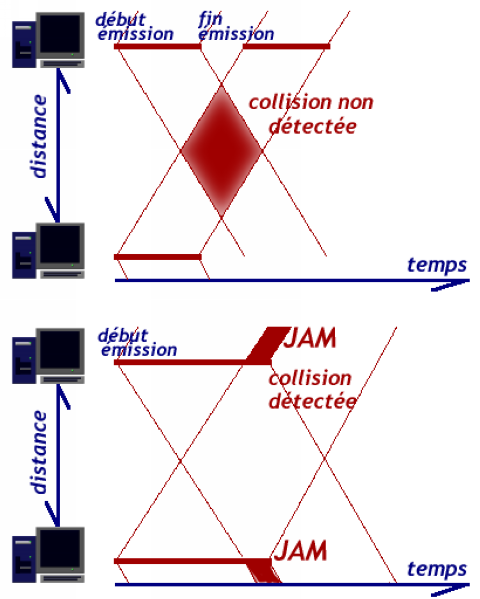 début
émission
fin
émission
collision non
détectée
distance
temps
début
émission
JAM
collision
détectée
distance
JAM
temps